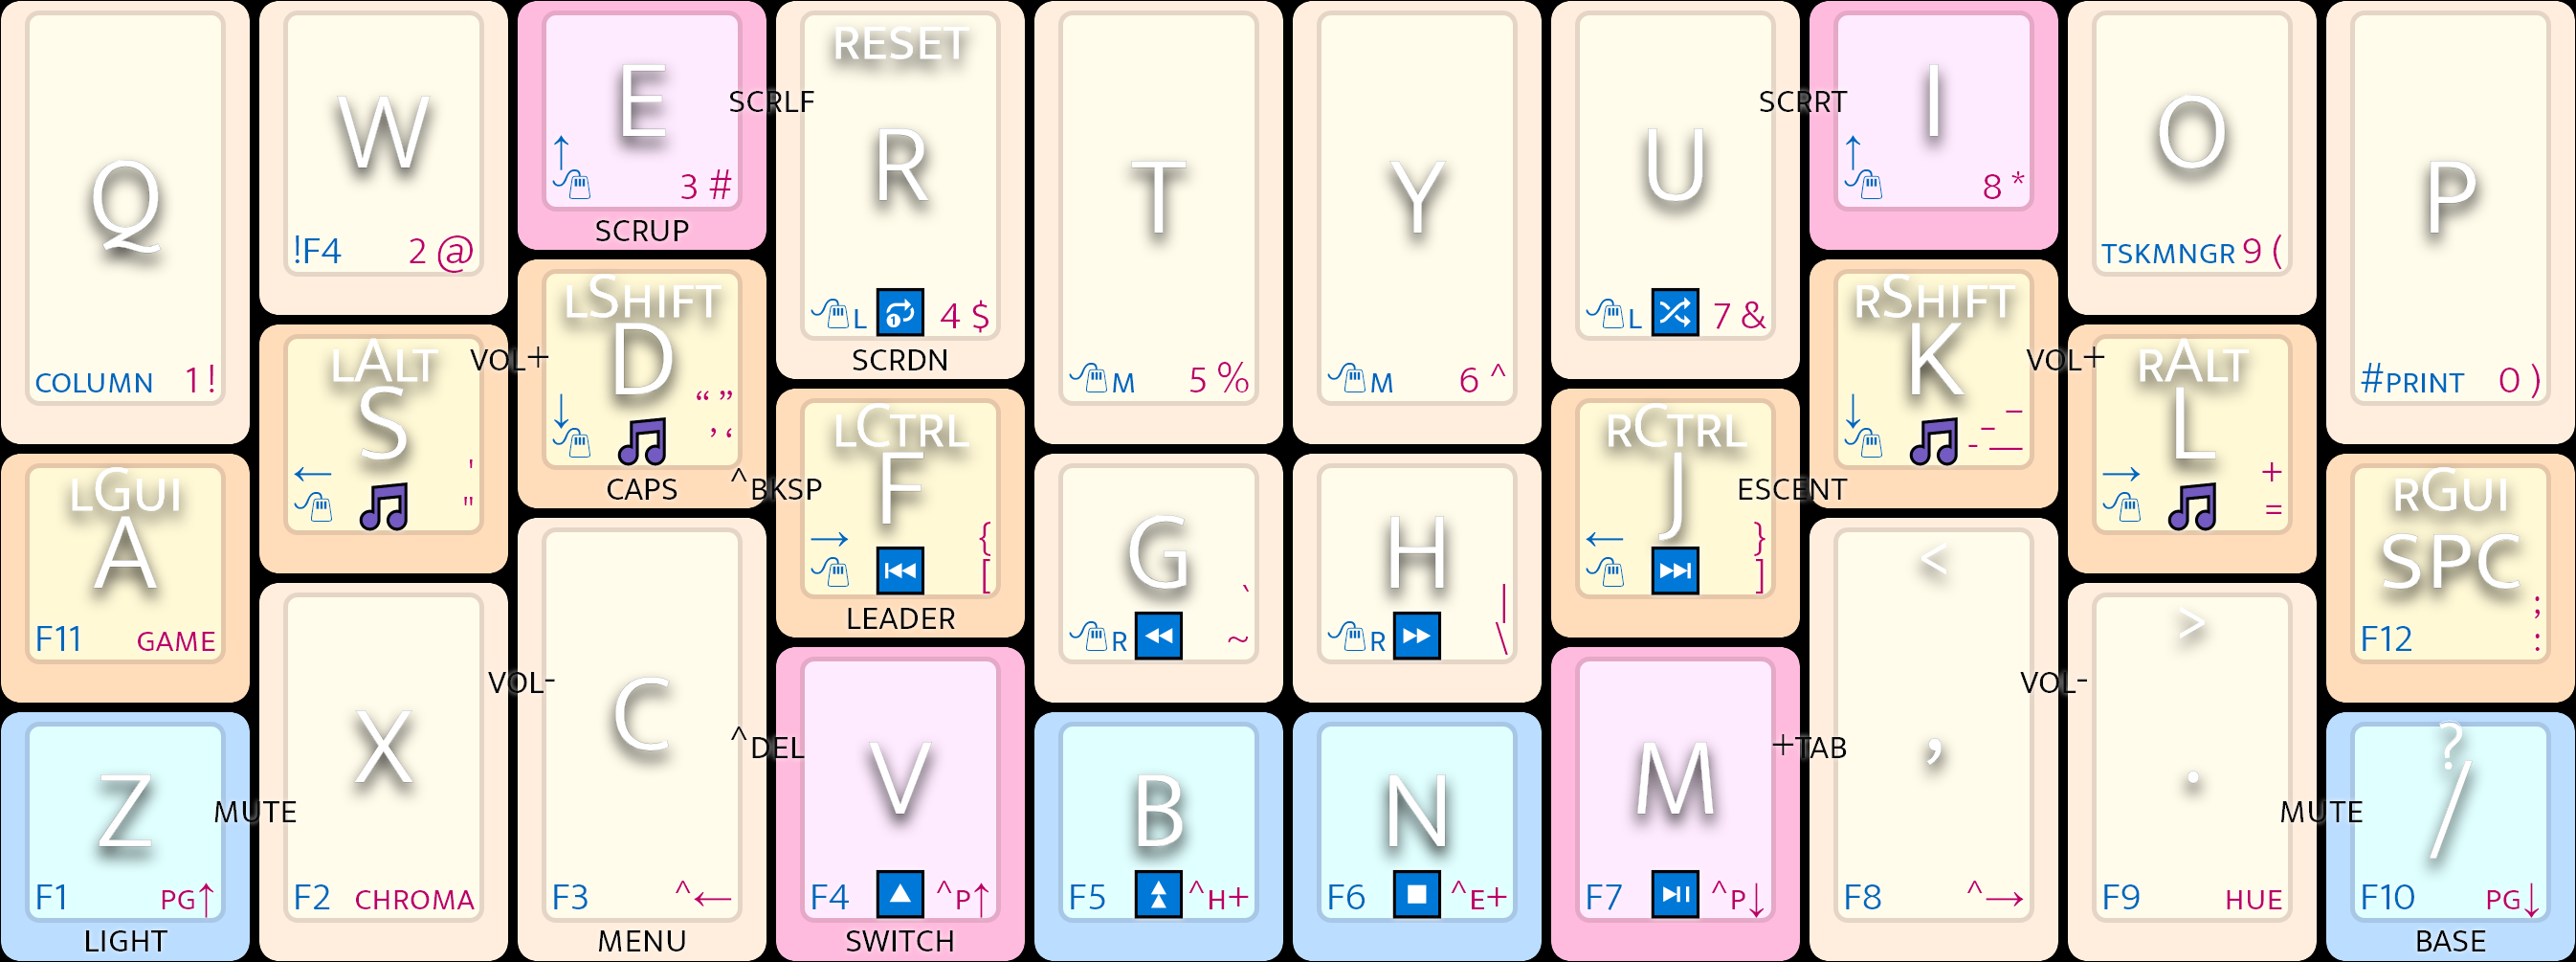 Q
COLUMN 1 !
W
!F4 2 @
E
↑
3 #
SCRUP
SCRLF
RESET
R
L 4 $
SCRDN
T
M 5 %
Y
M 6 ^
U
L 7 &
SCRRT
I
↑
8 *
O
TSKMNGR 9 (
P
#PRINT 0 )
LGUI
A
F11 GAME
LALT
S
← '
"
VOL+
LSHIFT
D
“ ”
↓ ’ ‘
CAPS
^BKSP
LCTRL
F
→ {
[
LEADER
G
`
R ~
H
|
R \
RCTRL
J
← }
]
ESCENT
RSHIFT
K
↓ _
- – —
VOL+
RALT
L
→ +
=
RGUI
SPC
;
F12 :
Z
F1 PG↑
LIGHT
MUTE
X
F2 CHROMA
VOL-
C
F3 ^←
MENU
^DEL
V
F4 ^P↑
SWITCH
B
F5 ^H+
N
F6 ^E+
M
F7 ^P↓
+TAB
<
,
F8 ^→
VOL-
>
.
F9 HUE
MUTE
?
/
F10 PG↓
BASE